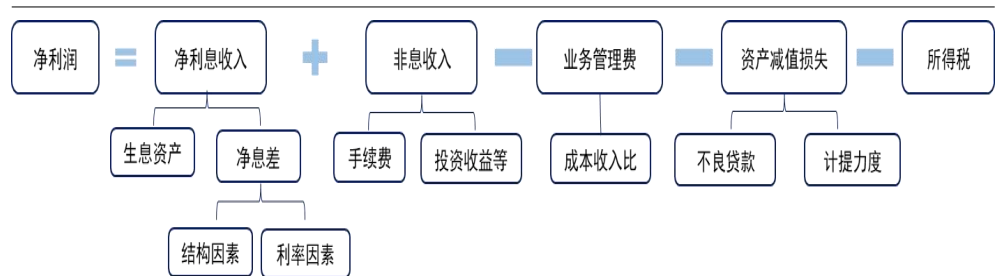 净利润 = 净利息收入 + 非息收入 — 业务管理费 — 资产减值损失 — 所得税
生息资产 净息差 手续费 投资收益等 成本收入比 不良贷款 计提力度
结构因素 利率因素